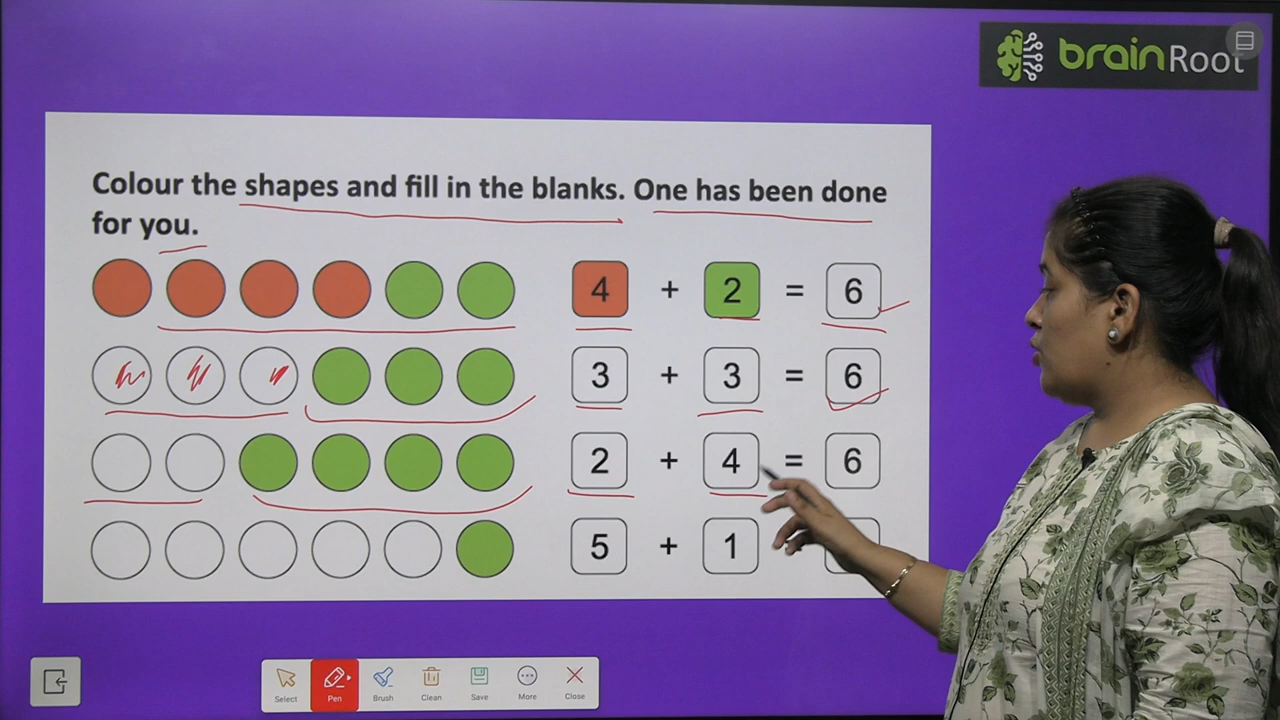 brainRoot
Colour the shapes and fill in the blanks. One has been done
for you.
4 + 2 = 6
3 + 3 = 6
2 + 4 = 6
5 + 1
Select Pen Brush Clean Save More Close